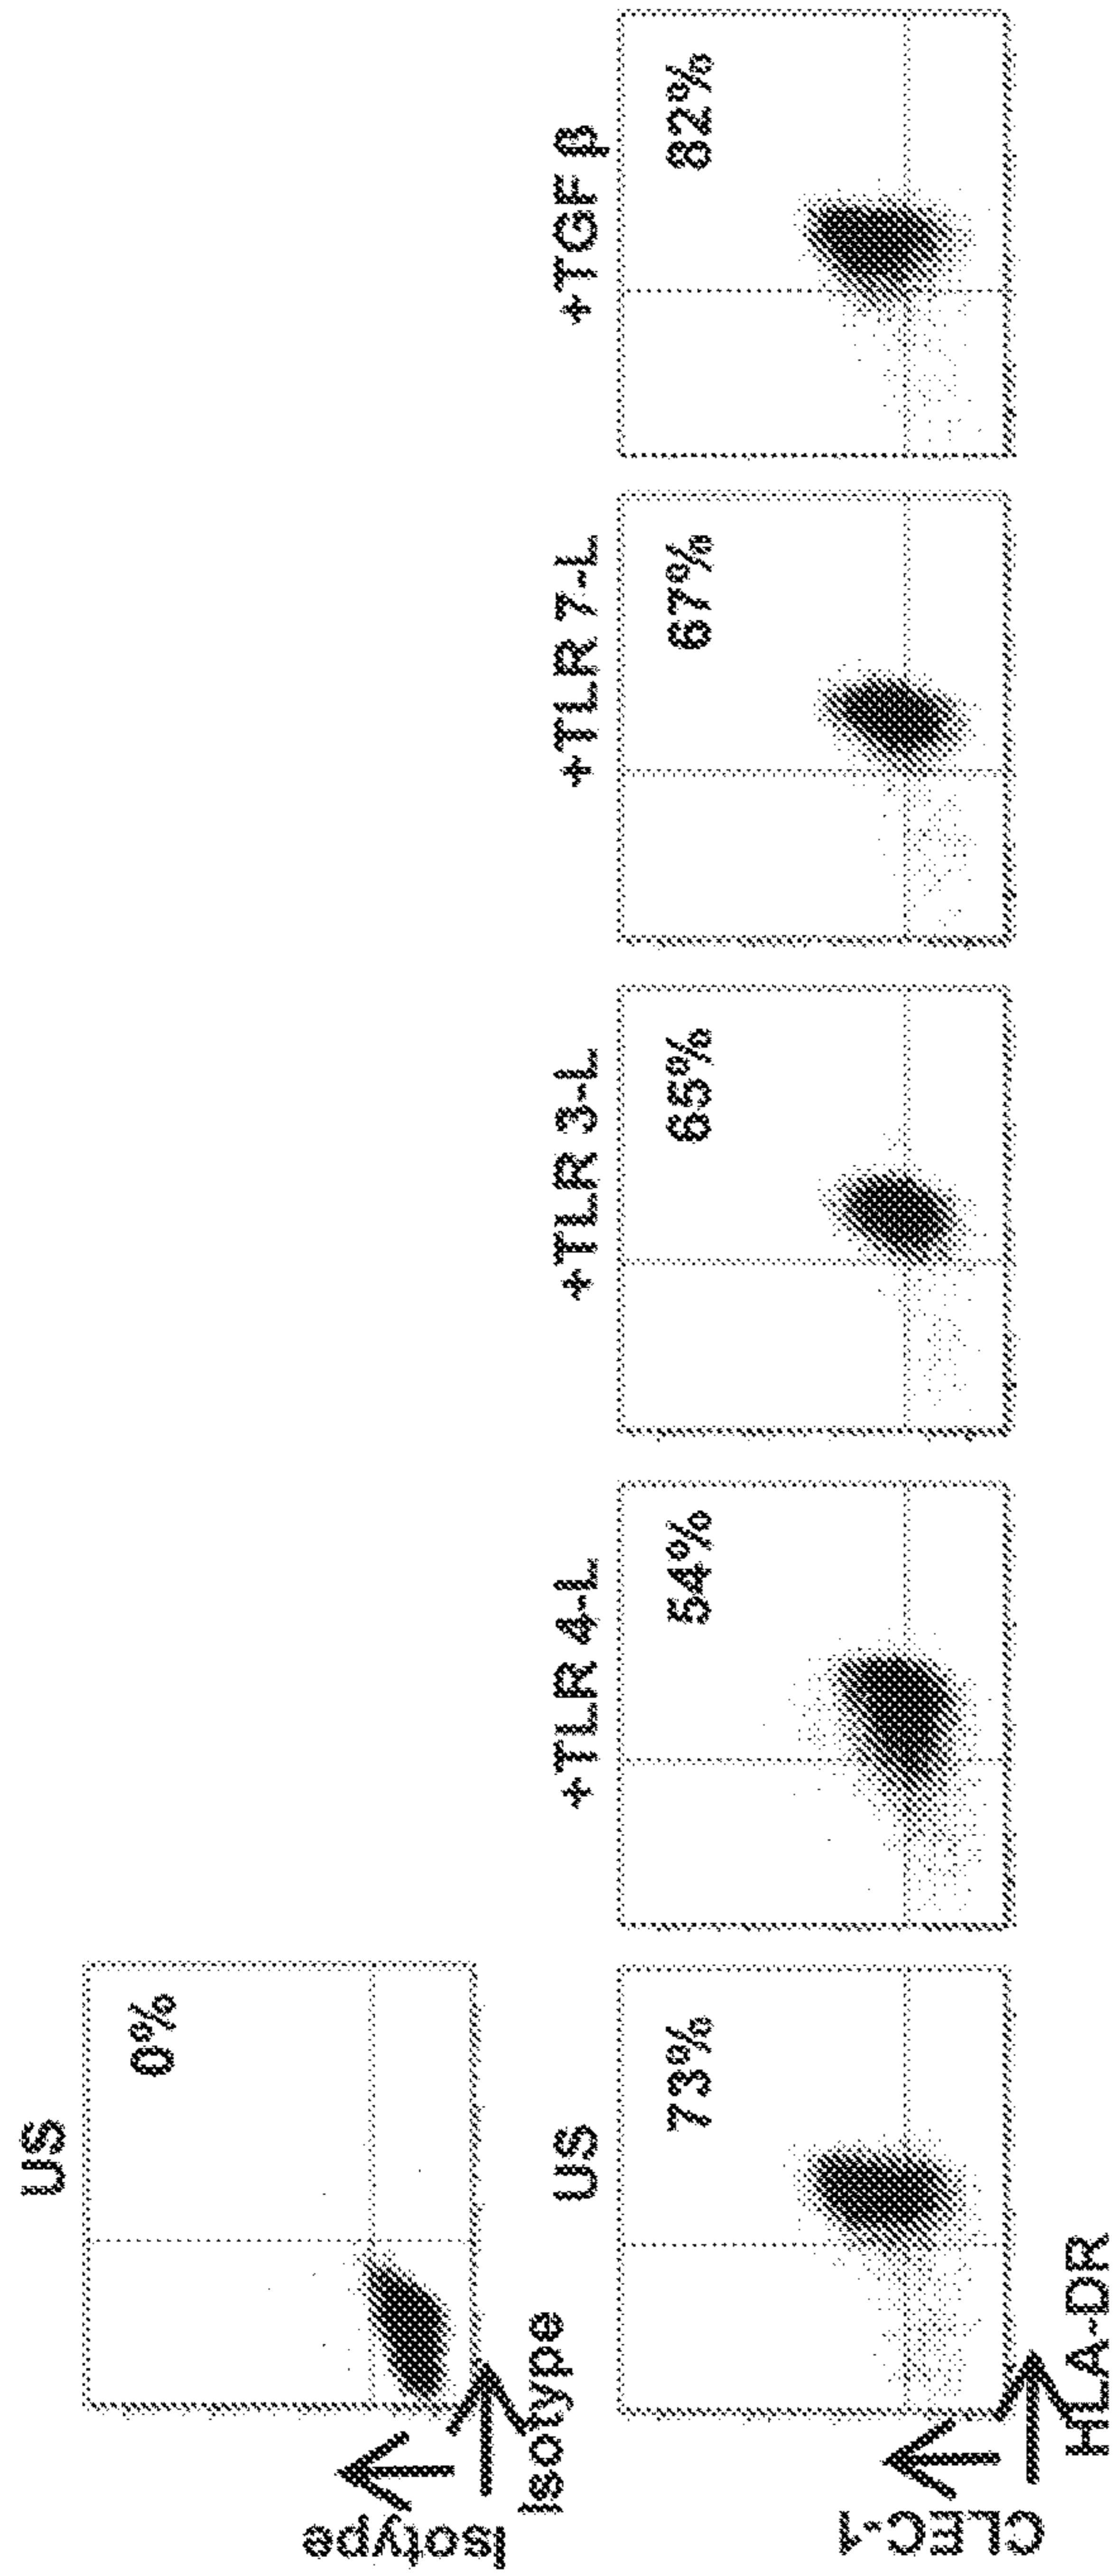 US
0%
Isotype
Isotype
US
+TLR 4-L
+TLR 3-L
+TLR 7-L
+TGF β
73%
54%
65%
67%
82%
CLEC-1
HLA-DR